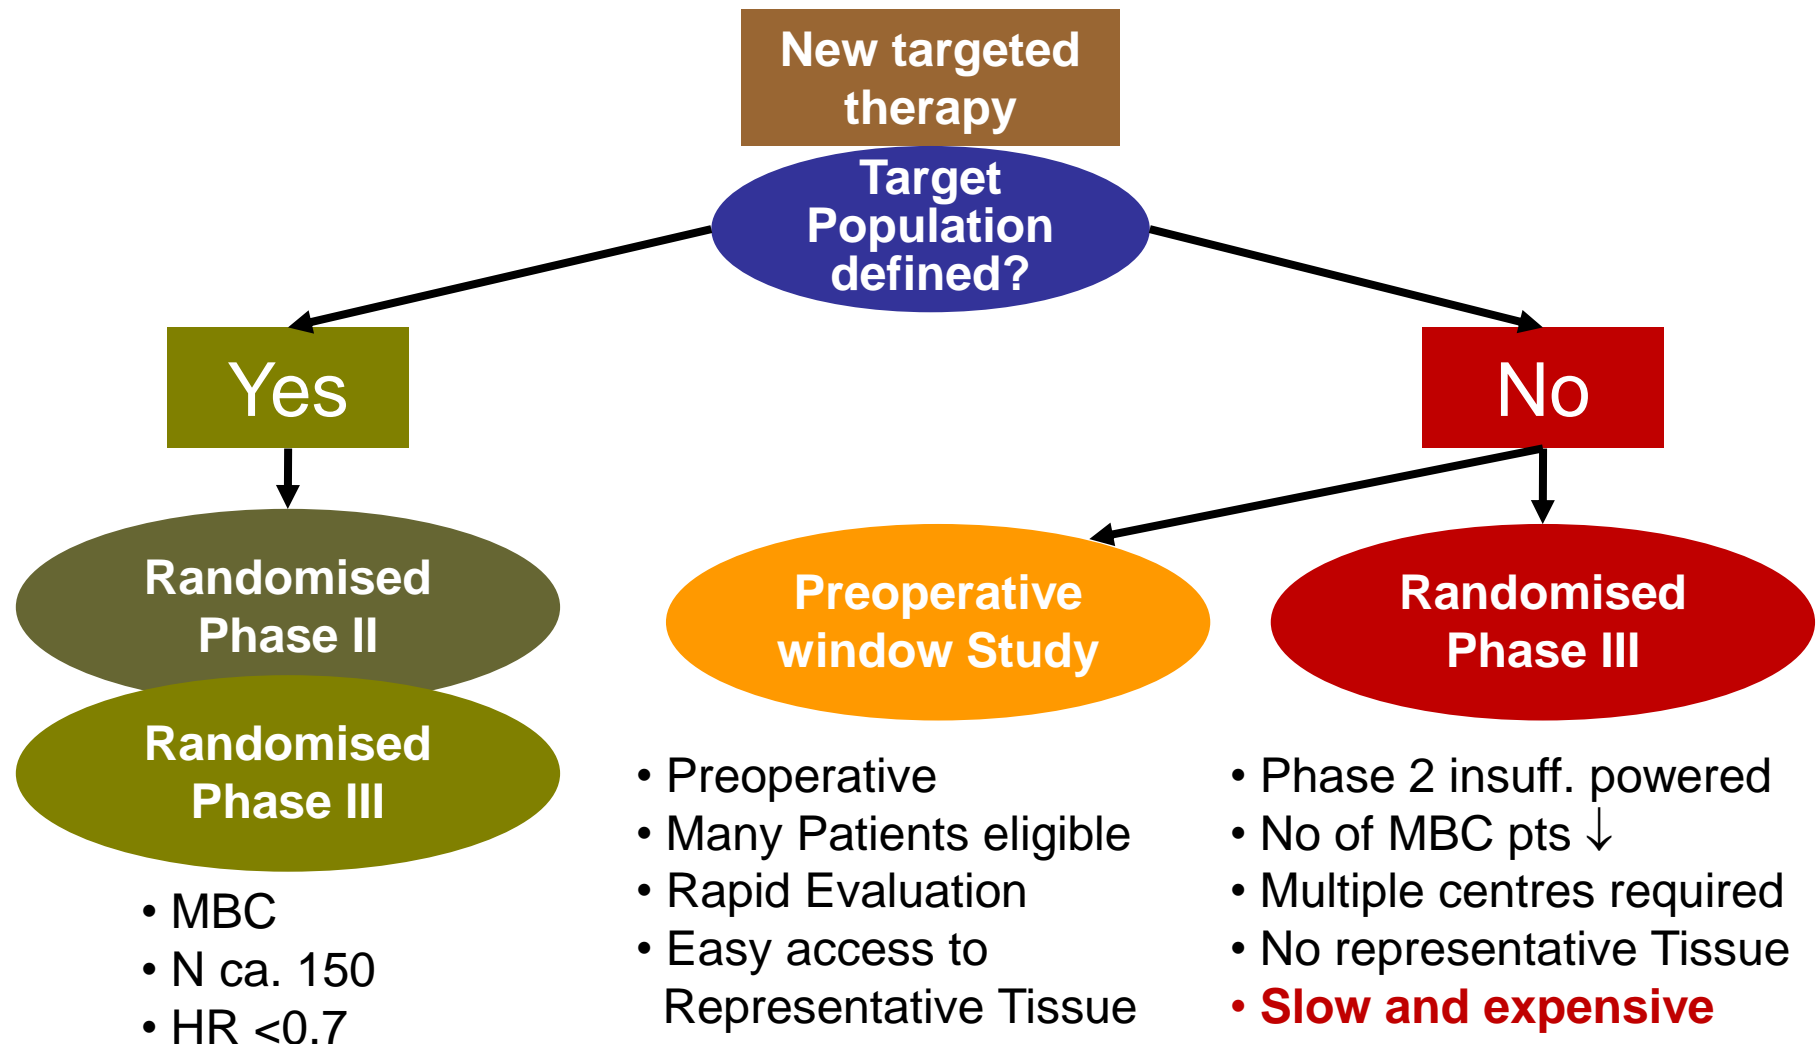 New targeted
therapy
Target
Population
defined?
Yes
No
Randomised
Phase II
Randomised
Phase III
• MBC
• N ca. 150
• HR <0.7
Preoperative
window Study
• Preoperative
• Many Patients eligible
• Rapid Evaluation
• Easy access to
Representative Tissue
Randomised
Phase III
• Phase 2 insuff. powered
• No of MBC pts ↓
• Multiple centres required
• No representative Tissue
• Slow and expensive